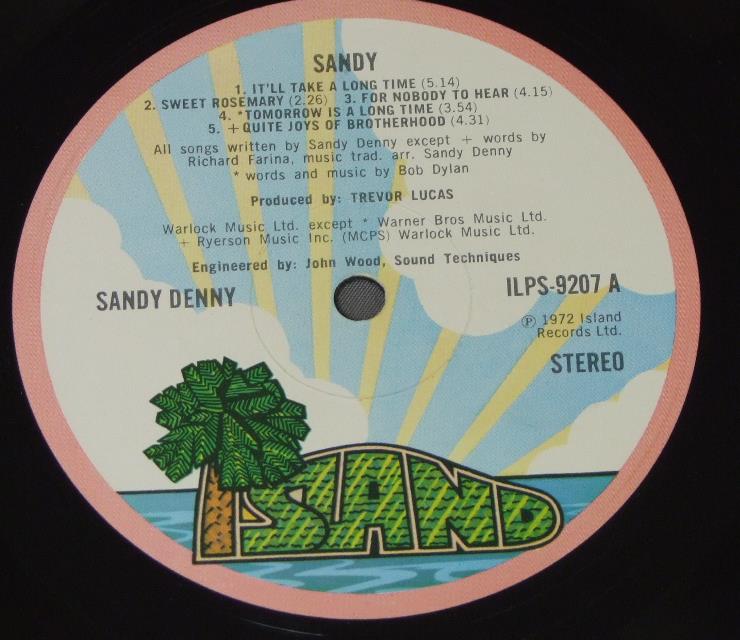 SANDY
1. IT'LL TAKE A LONG TIME (5.14)
2. SWEET ROSEMARY (2.26) 3. FOR NOBODY TO HEAR (4.15)
4. *TOMORROW IS A LONG TIME (3.54)
5. +QUITE JOYS OF BROTHERHOOD (4.31)
All songs written by Sandy Denny except + words by
Richard Farina, music trad. arr. Sandy Denny
* words and music by Bob Dylan
Produced by: TREVOR LUCAS
Warlock Music Ltd. except * Warner Bros Music Ltd.
+ Ryerson Music Inc. (MCPS) Warlock Music Ltd.
Engineered by: John Wood, Sound Techniques
SANDY DENNY
ILPS-9207 A
℗ 1972 Island
Records Ltd.
STEREO
ISLAND